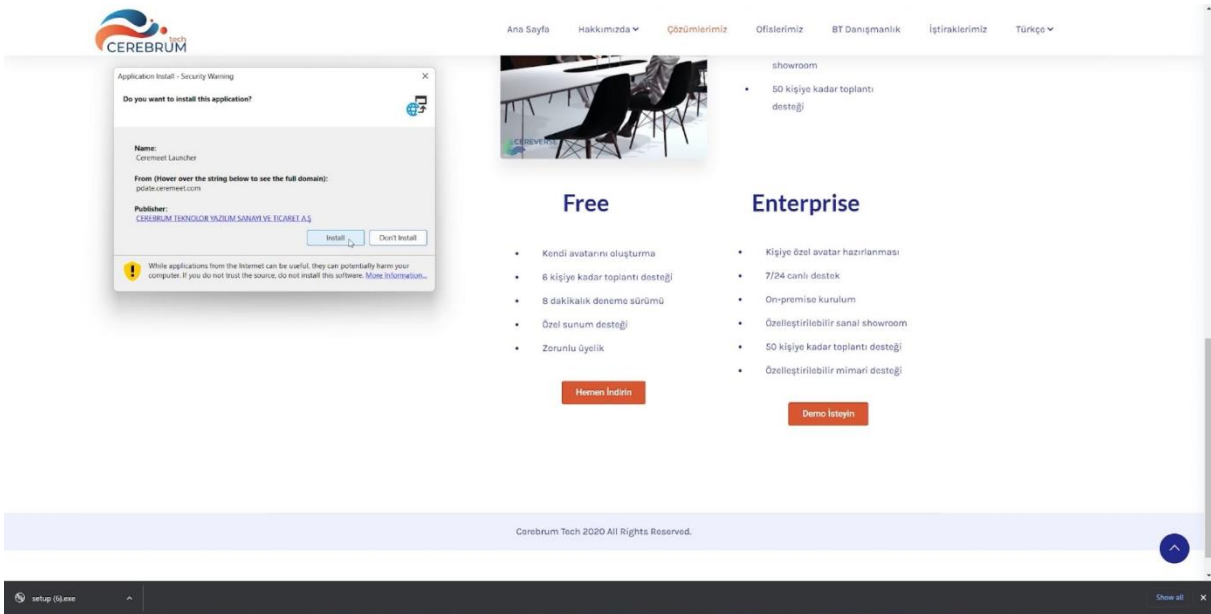 CEREBRUM tech
Ana Sayfa Hakkımızda Çözümlerimiz Ofislerimiz BT Danışmanlık İştiraklerimiz Türkçe
Application Install - Security Warning
Do you want to install this application?
Name:
Ceremeet Launcher
From (Hover over the string below to see the full domain):
pdate.ceremeet.com
Publisher:
CEREBRUM TEKNOLOR YAZILIM SANAYI VE TICARET A.Ş
Install Don't Install
While applications from the Internet can be useful, they can potentially harm your
computer. If you do not trust the source, do not install this software. More Information...
CEREVERSE
showroom
50 kişiye kadar toplantı
desteği
Free
Kendi avatarını oluşturma
6 kişiye kadar toplantı desteği
8 dakikalık deneme sürümü
Özel sunum desteği
Zorunlu üyelik
Hemen İndirin
Enterprise
Kişiye özel avatar hazırlanması
7/24 canlı destek
On-premise kurulum
Özelleştirilebilir sanal showroom
50 kişiye kadar toplantı desteği
Özelleştirilebilir mimari desteği
Demo İsteyin
Cerebrum Tech 2020 All Rights Reserved.
setup (6).exe
Show all